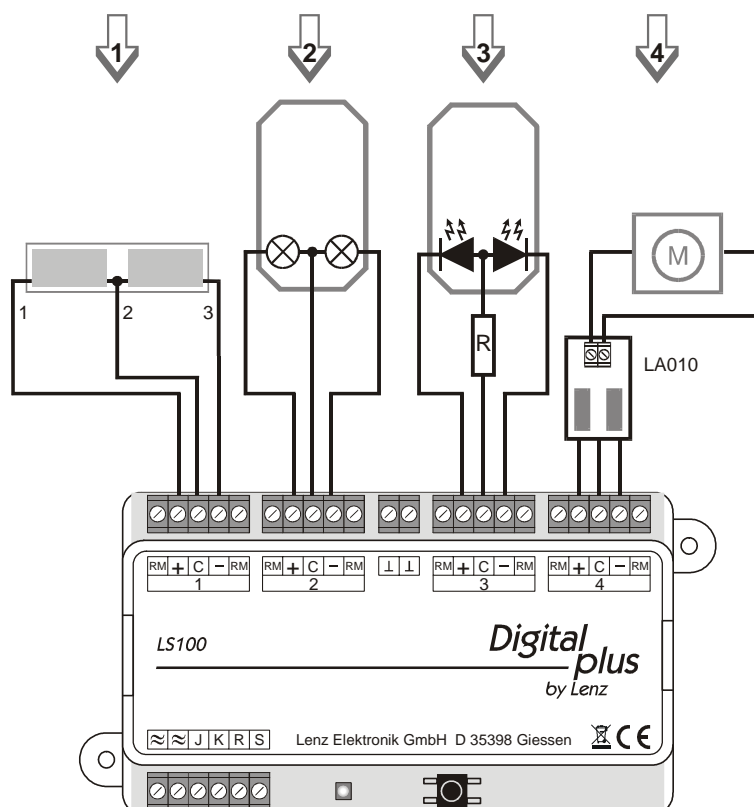 1 2 3 4
1 2 3
R
M
LA010
RM + C − RM RM + C − RM ⊥ ⊥ RM + C − RM RM + C − RM
1 2 3 4
LS100
Digital
plus
by Lenz
≈ ≈ J K R S
Lenz Elektronik GmbH D 35398 Giessen CE